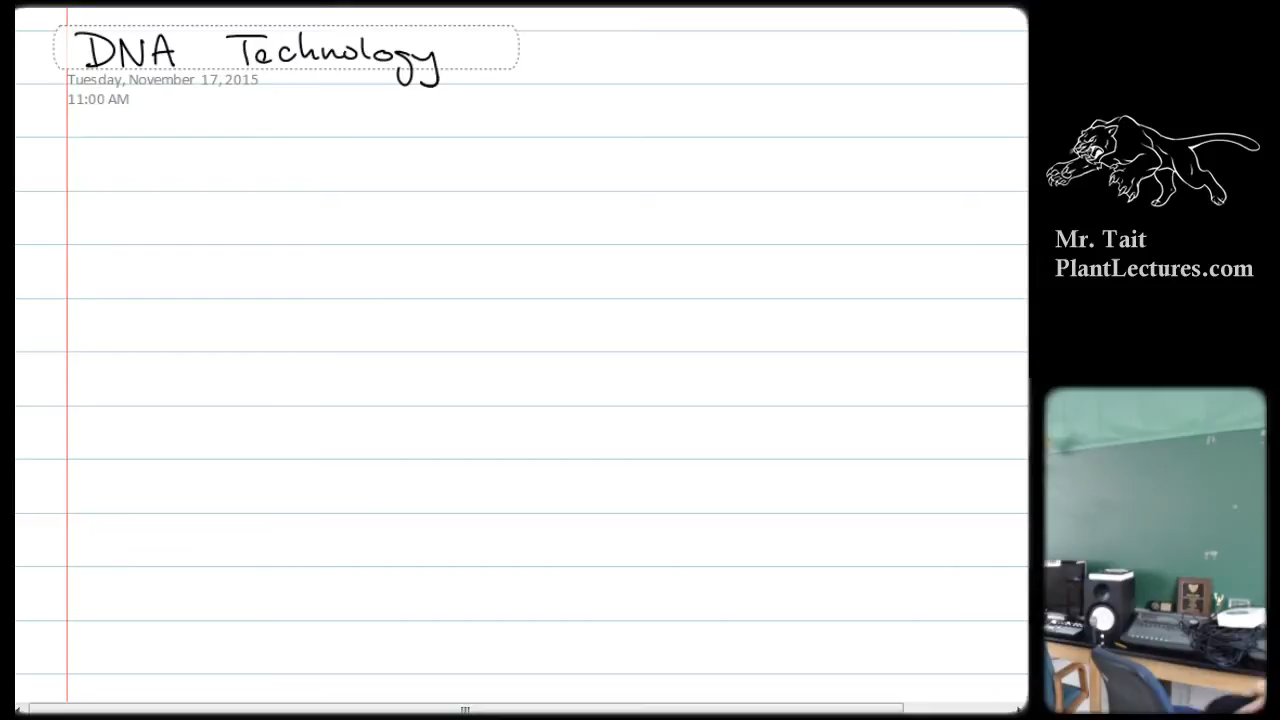 DNA Technology
Tuesday, November 17, 2015
11:00 AM
Mr. Tait
PlantLectures.com